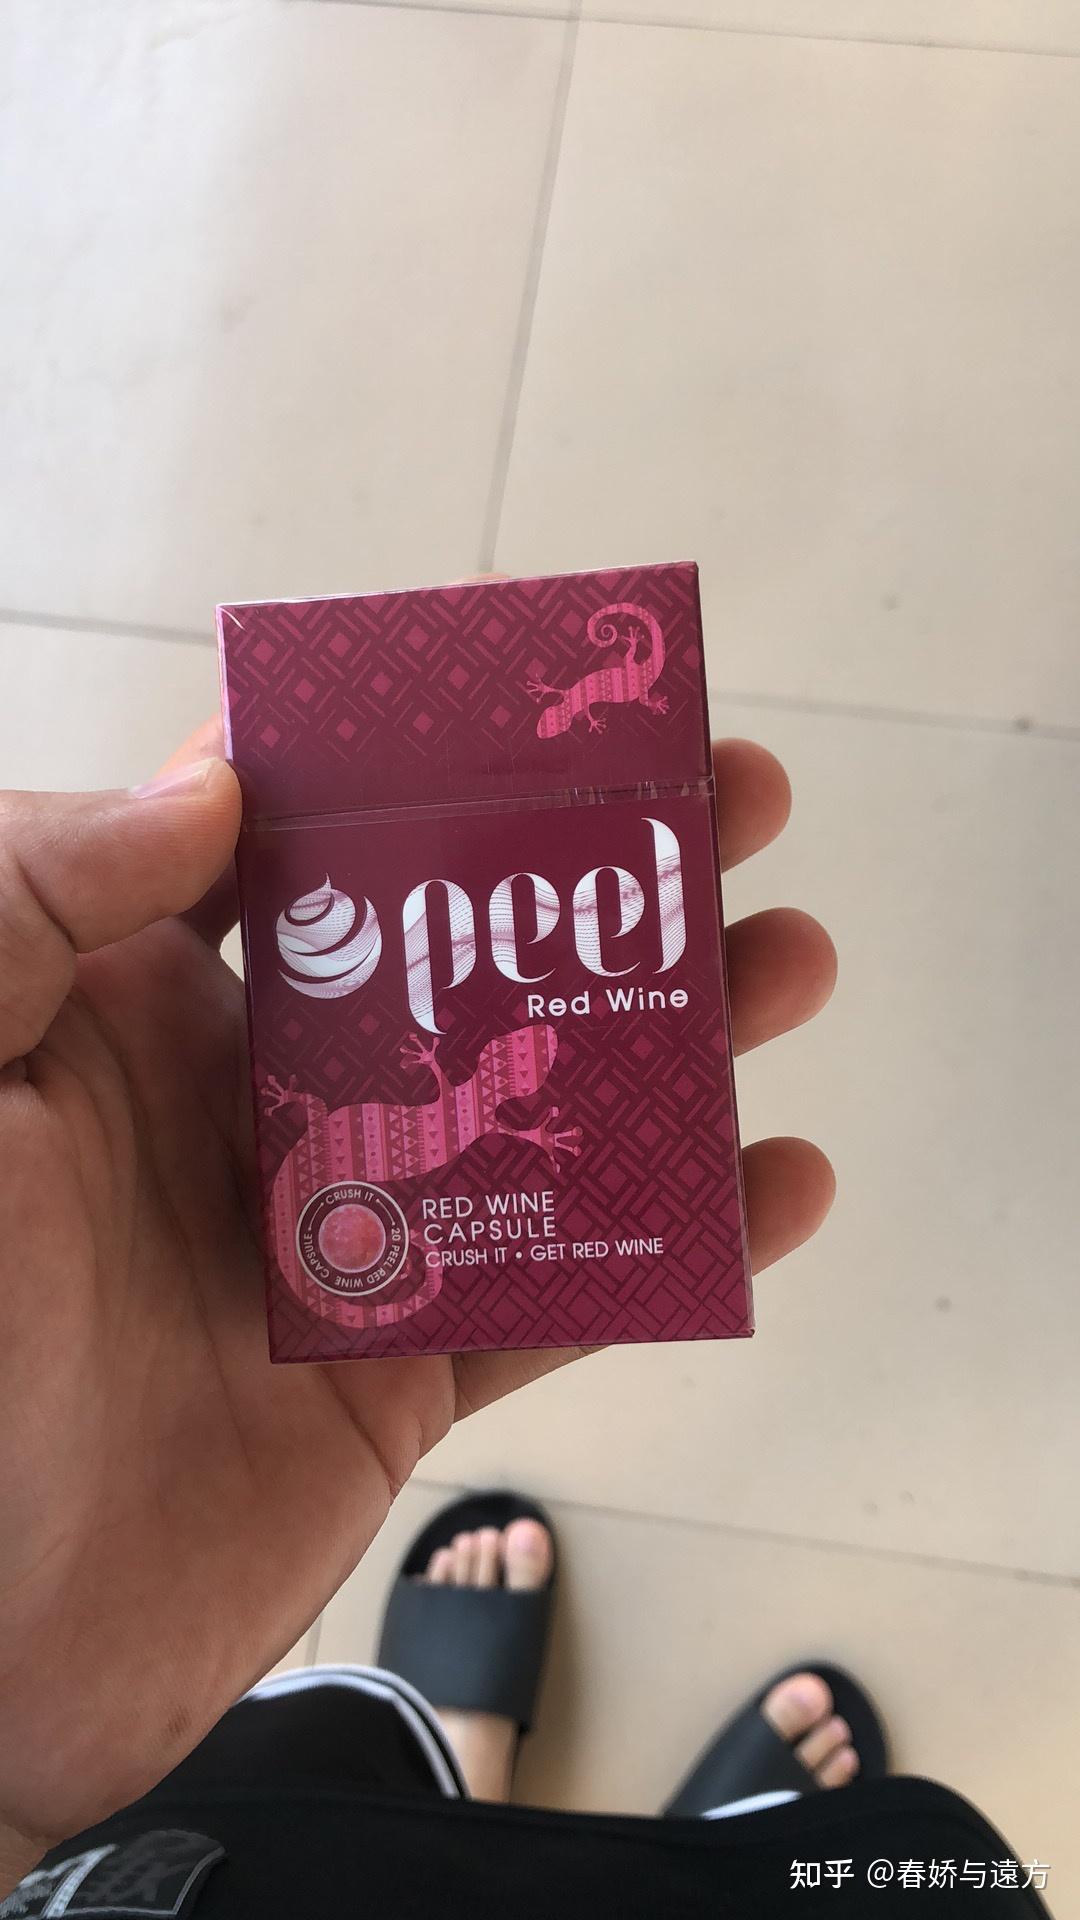 peel
Red Wine
CRUSH IT
20 PEEL RED WINE CAPSULE
RED WINE
CAPSULE
CRUSH IT • GET RED WINE
知乎 @春娇与遠方